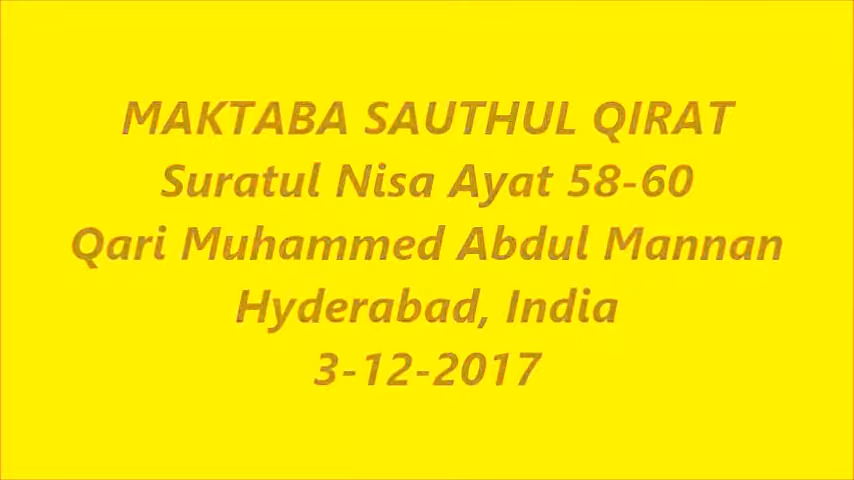 MAKTABA SAUTHUL QIRAT
Suratul Nisa Ayat 58-60
Qari Muhammed Abdul Mannan
Hyderabad, India
3-12-2017